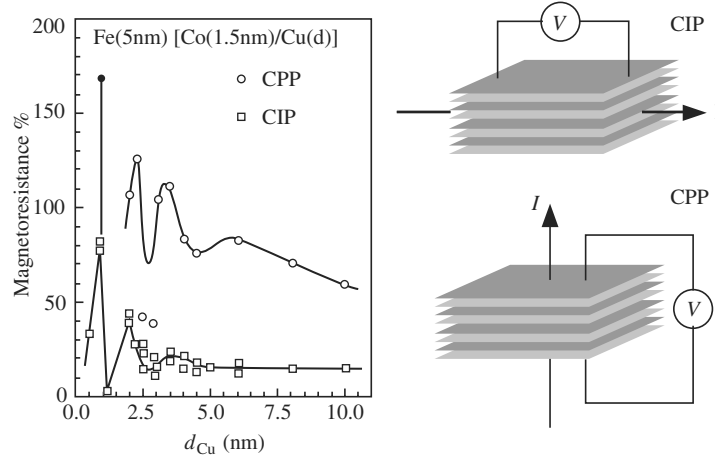 Fe(5nm) [Co(1.5nm)/Cu(d)]
CPP
CIP
Magnetoresistance %
200
150
100
50
0
0.0 2.5 5.0 7.5 10.0
d_Cu (nm)
V
CIP
I
CPP
V